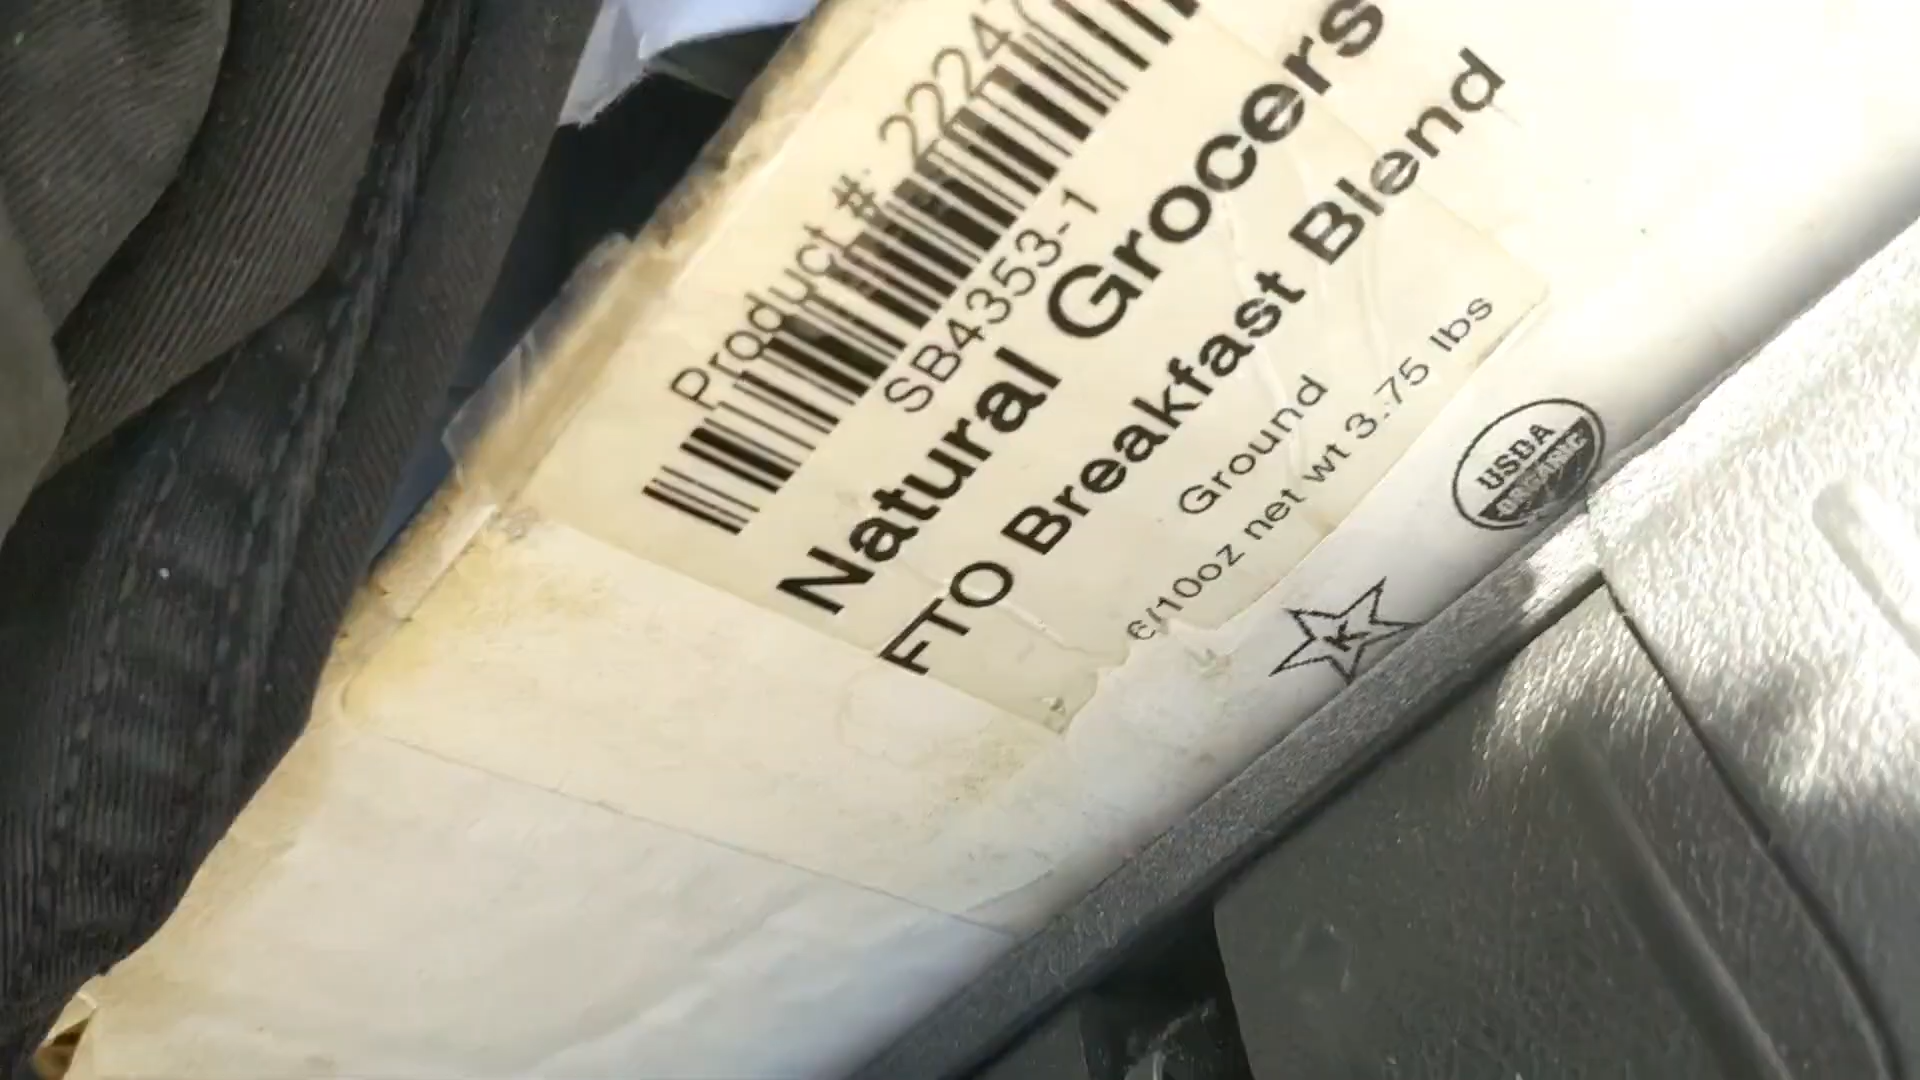 Product #: 2224
SB4353-1
Natural Grocers
FTO Breakfast Blend
Ground
6/10oz net wt 3.75 lbs
USDA
ORGANIC
K